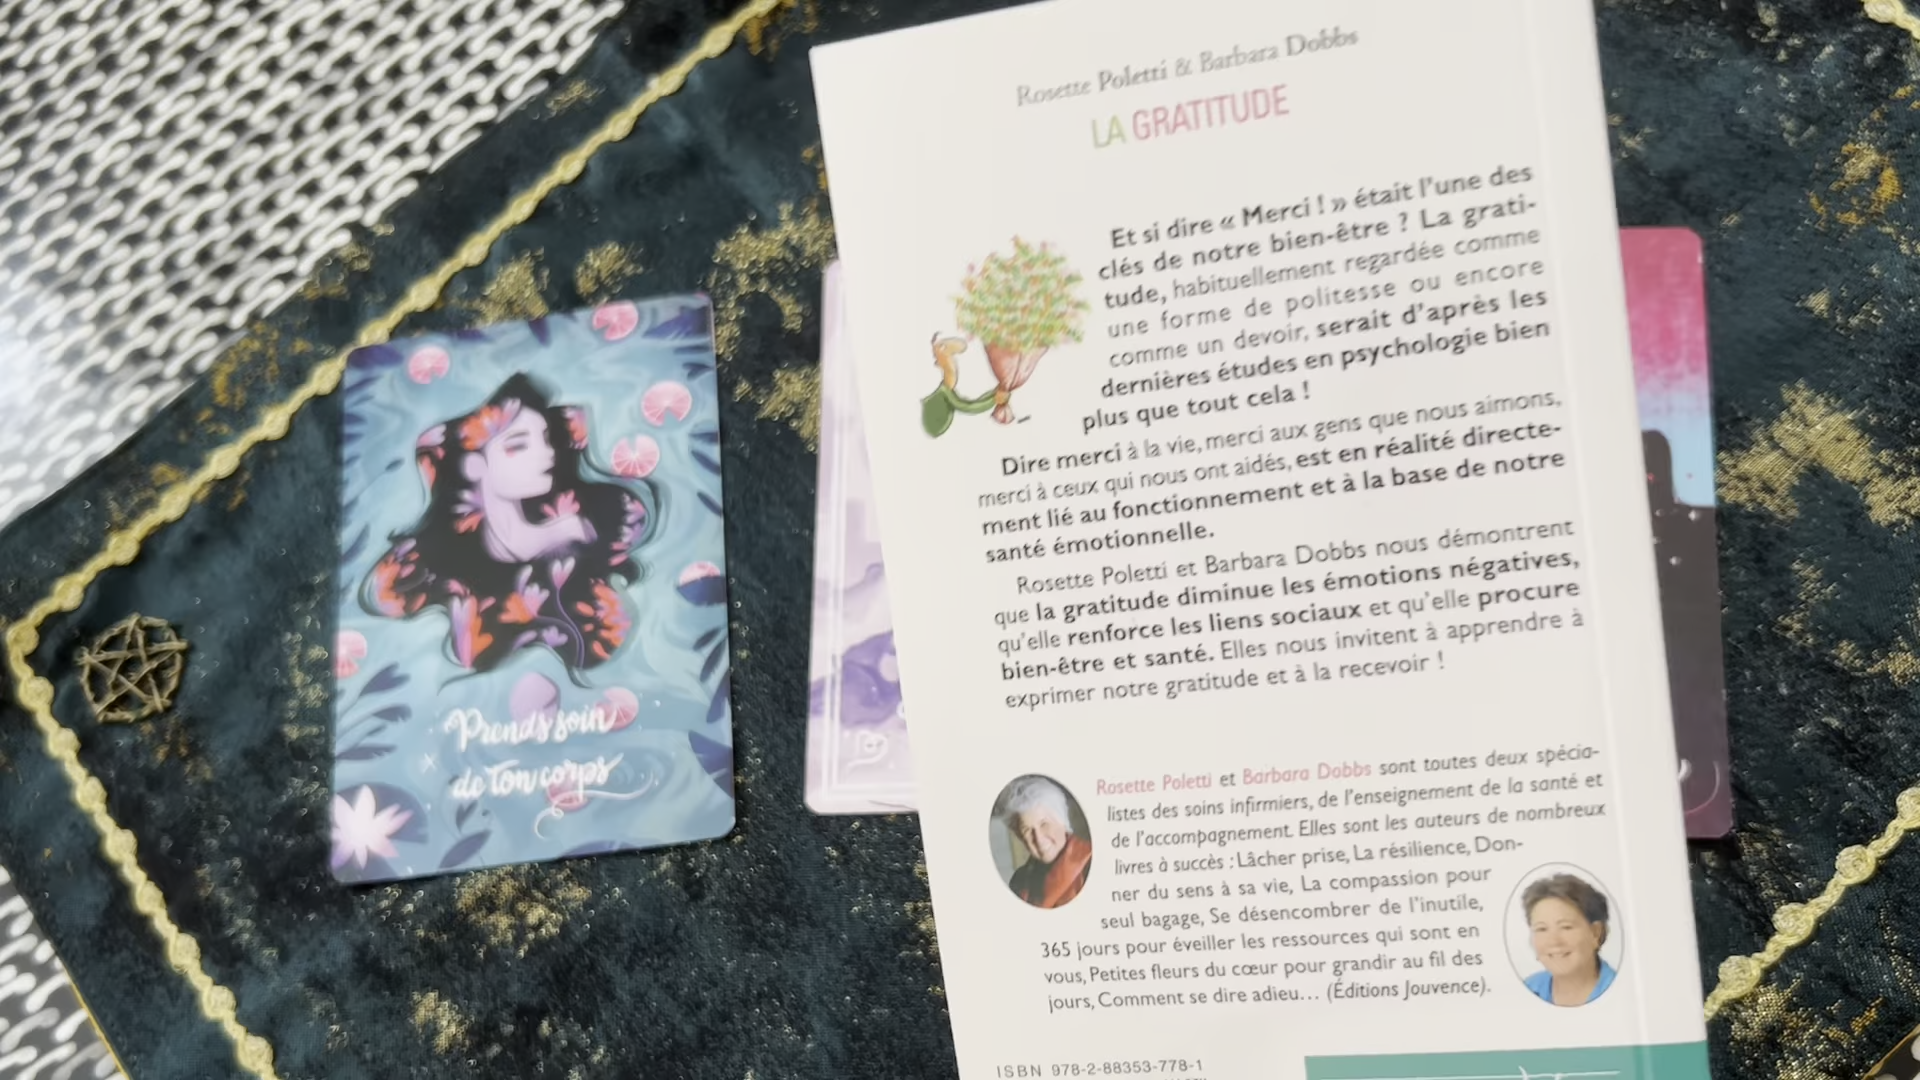 Rosette Poletti & Barbara Dobbs
LA GRATITUDE
Et si dire « Merci ! » était l'une des
clés de notre bien-être ? La grati-
tude, habituellement regardée comme
une forme de politesse ou encore
comme un devoir, serait d'après les
dernières études en psychologie bien
plus que tout cela !
Dire merci à la vie, merci aux gens que nous aimons,
merci à ceux qui nous ont aidés, est en réalité directe-
ment lié au fonctionnement et à la base de notre
santé émotionnelle.
Rosette Poletti et Barbara Dobbs nous démontrent
que la gratitude diminue les émotions négatives,
qu'elle renforce les liens sociaux et qu'elle procure
bien-être et santé. Elles nous invitent à apprendre à
exprimer notre gratitude et à la recevoir !
Rosette Poletti et Barbara Dobbs sont toutes deux spécia-
listes des soins infirmiers, de l'enseignement de la santé et
de l'accompagnement. Elles sont les auteurs de nombreux
livres à succès : Lâcher prise, La résilience, Don-
ner du sens à sa vie, La compassion pour
seul bagage, Se désencombrer de l'inutile,
365 jours pour éveiller les ressources qui sont en
vous, Petites fleurs du cœur pour grandir au fil des
jours, Comment se dire adieu… (Éditions Jouvence).
ISBN 978-2-88353-778-1
Prends soin
de ton corps